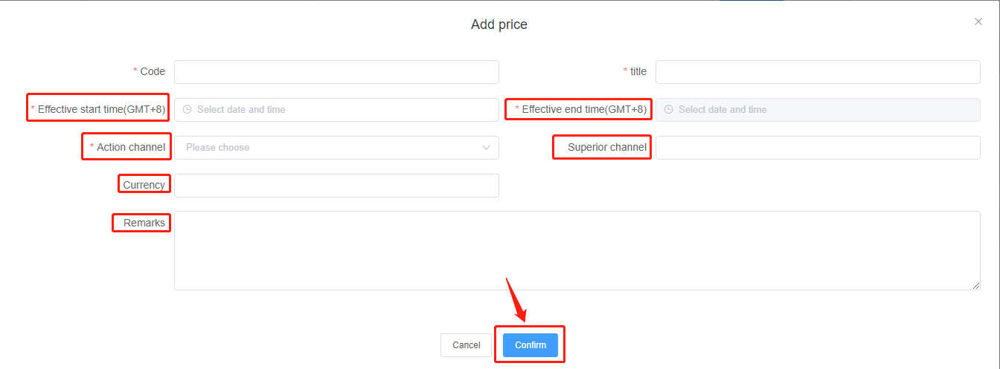 Add price
* Code
* title
* Effective start time(GMT+8)
Select date and time
* Effective end time(GMT+8)
Select date and time
* Action channel
Please choose
Superior channel
Currency
Remarks
Cancel
Confirm